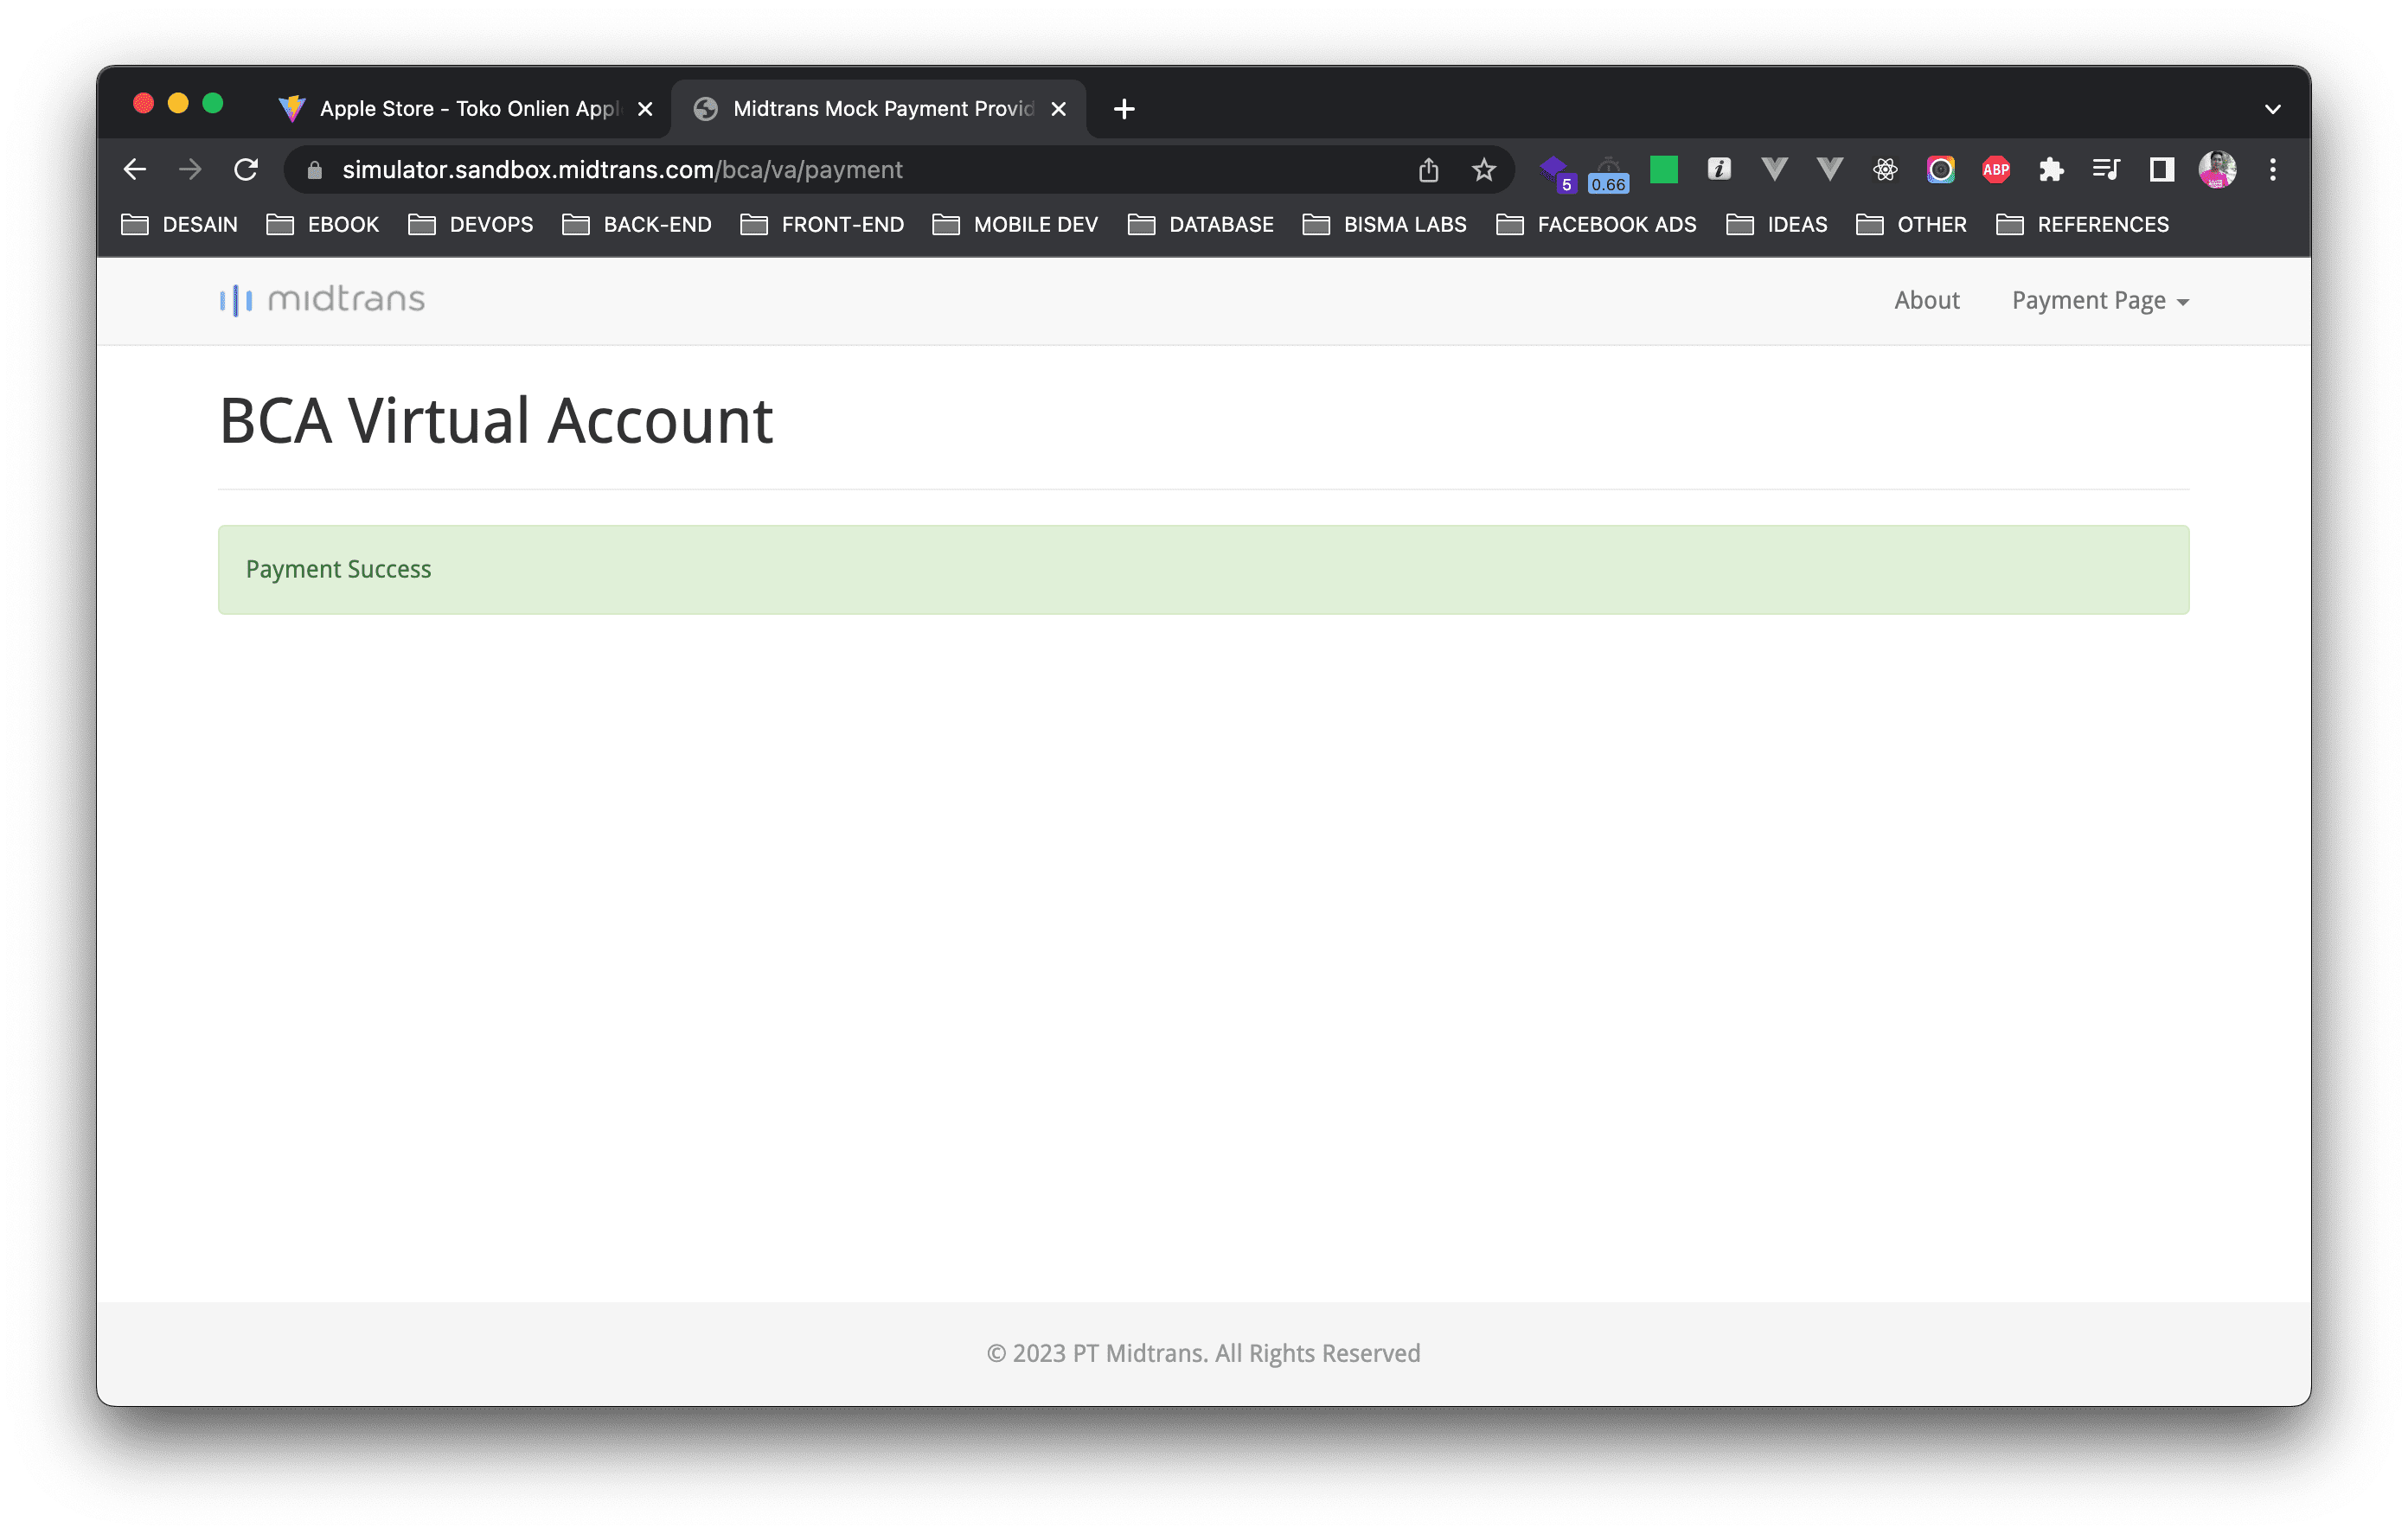 Apple Store - Toko Onlien Appl
Midtrans Mock Payment Provid
simulator.sandbox.midtrans.com/bca/va/payment
5
0.66
i
ABP
DESAIN EBOOK DEVOPS BACK-END FRONT-END MOBILE DEV DATABASE BISMA LABS FACEBOOK ADS IDEAS OTHER REFERENCES
midtrans
About Payment Page
BCA Virtual Account
Payment Success
© 2023 PT Midtrans. All Rights Reserved